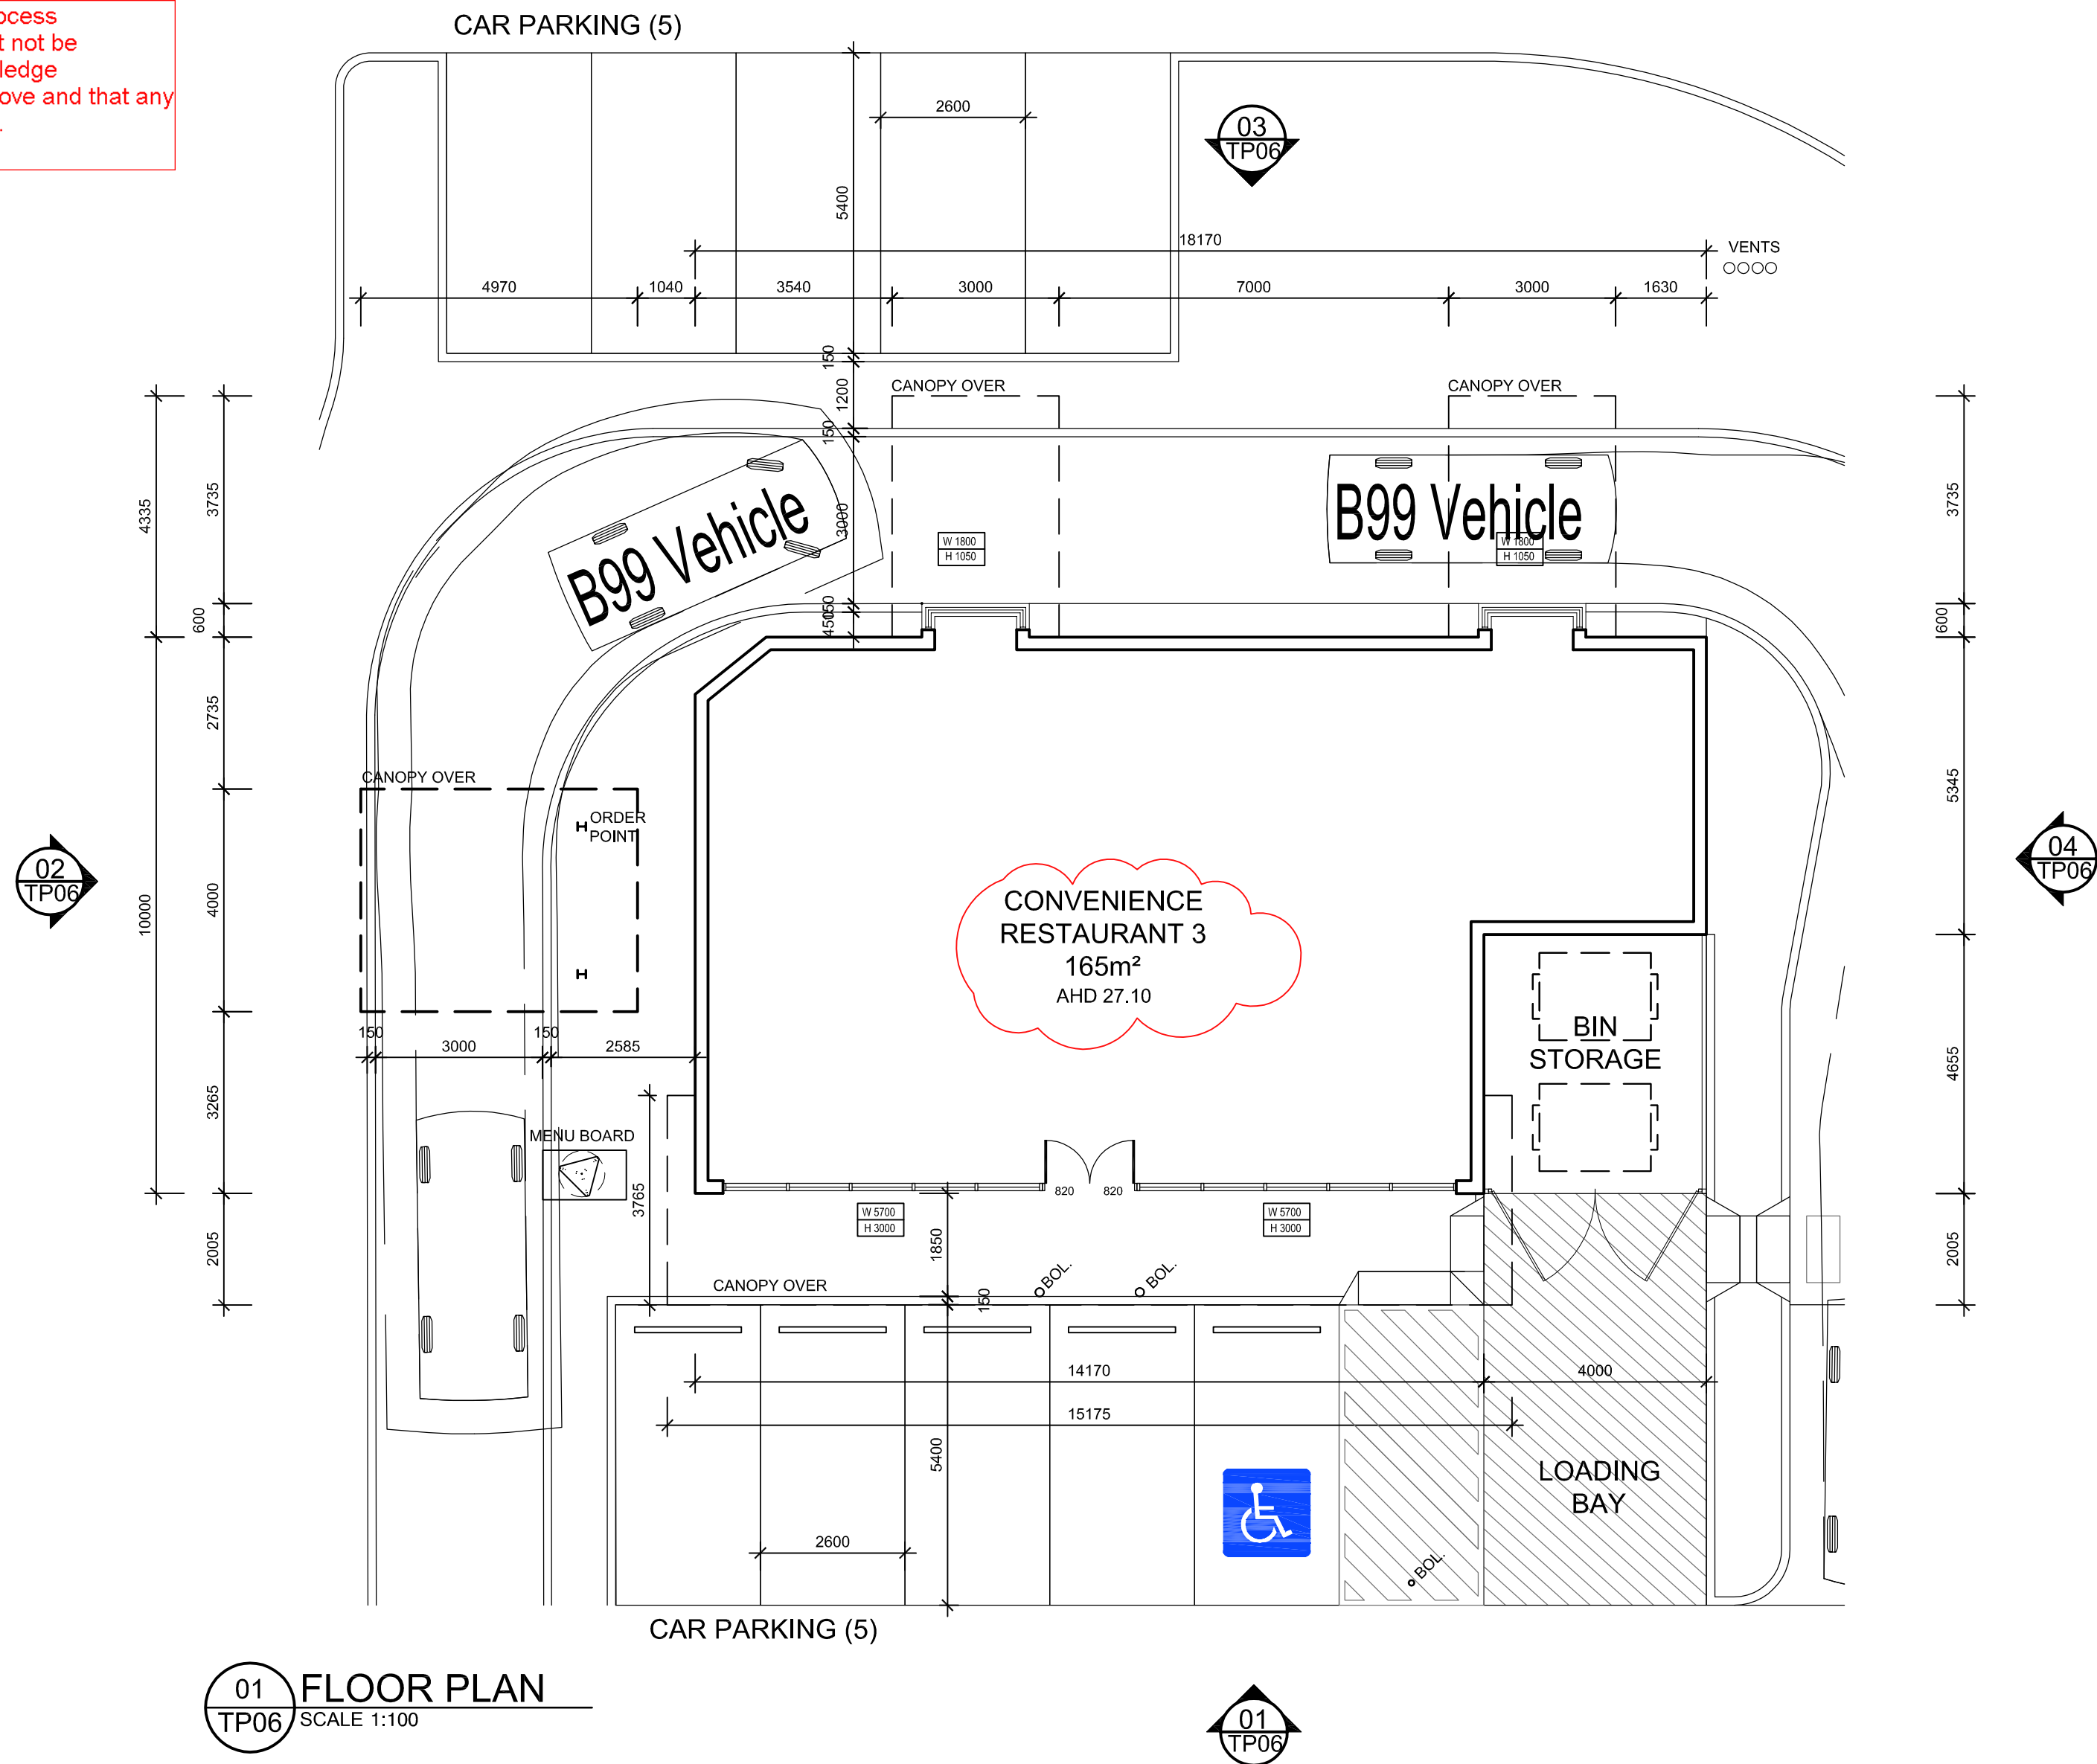 ocess
t not be
ledge
ove and that any
.
CAR PARKING (5)
2600
03
TP06
5400
18170
VENTS
4970
1040
3540
3000
7000
3000
1630
150
1200
150
3000
150
450
CANOPY OVER
CANOPY OVER
4335
10000
3735
600
2735
4000
3265
2005
B99 Vehicle
B99 Vehicle
W 1800
H 1050
W 1800
H 1050
3735
600
5345
4655
2005
CANOPY OVER
ORDER
POINT
02
TP06
04
TP06
CONVENIENCE
RESTAURANT 3
165m²
AHD 27.10
BIN
STORAGE
150
3000
150
2585
MENU BOARD
3765
820
820
W 5700
H 3000
W 5700
H 3000
1850
CANOPY OVER
150
BOL.
BOL.
14170
4000
15175
5400
LOADING
BAY
2600
BOL.
CAR PARKING (5)
01
TP06
FLOOR PLAN
SCALE 1:100
01
TP06